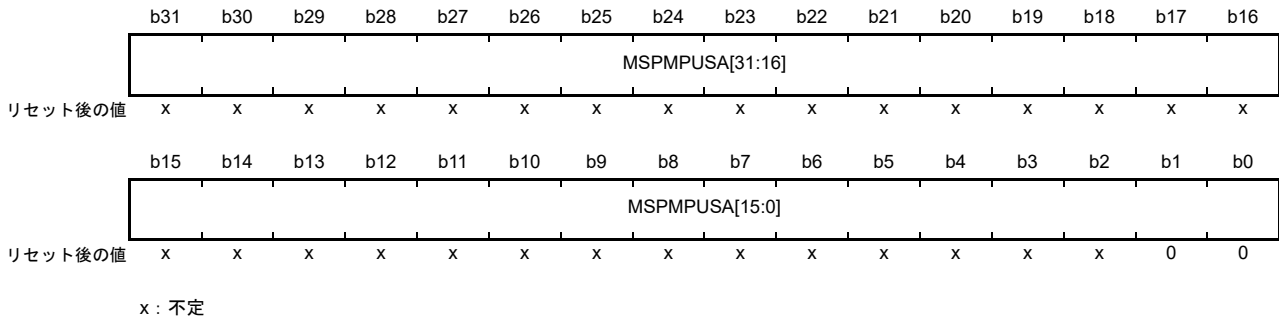 b31 b30 b29 b28 b27 b26 b25 b24 b23 b22 b21 b20 b19 b18 b17 b16
MSPMPUSA[31:16]
リセット後の値 x x x x x x x x x x x x x x x x
b15 b14 b13 b12 b11 b10 b9 b8 b7 b6 b5 b4 b3 b2 b1 b0
MSPMPUSA[15:0]
リセット後の値 x x x x x x x x x x x x x x 0 0
x : 不定